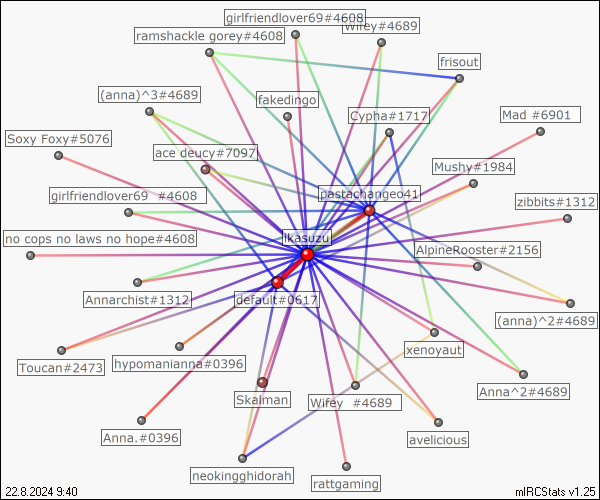 girlfriendlover69#4608
Wifey#4689
ramshackle gorey#4608
frisout
(anna)^3#4689
fakedingo
Cypha#1717
Mad #6901
Soxy Foxy#5076
ace deucy#7097
Mushy#1984
girlfriendlover69 #4608
pastachangeo41
zibbits#1312
no cops no laws no hope#4608
Ikasuzu
AlpineRooster#2156
Annarchist#1312
default#0617
(anna)^2#4689
xenoyaut
Toucan#2473
hypomanianna#0396
Skalman
Wifey #4689
Anna^2#4689
Anna.#0396
avelicious
neokingghidorah
rattgaming
22.8.2024 9:40
mIRCStats v1.25